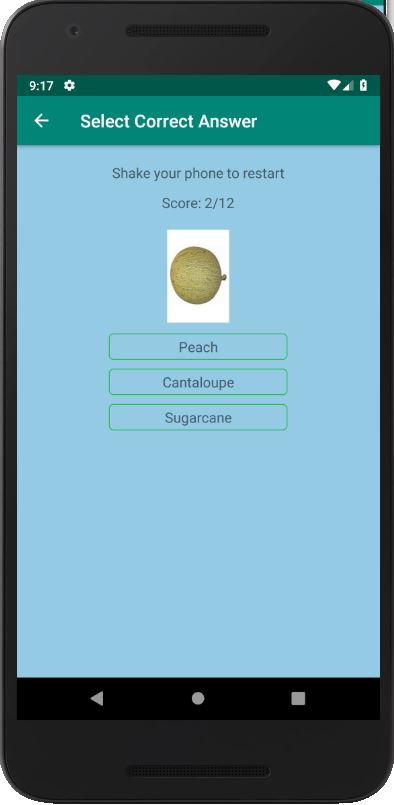 9:17
Select Correct Answer
Shake your phone to restart
Score: 2/12
Peach
Cantaloupe
Sugarcane